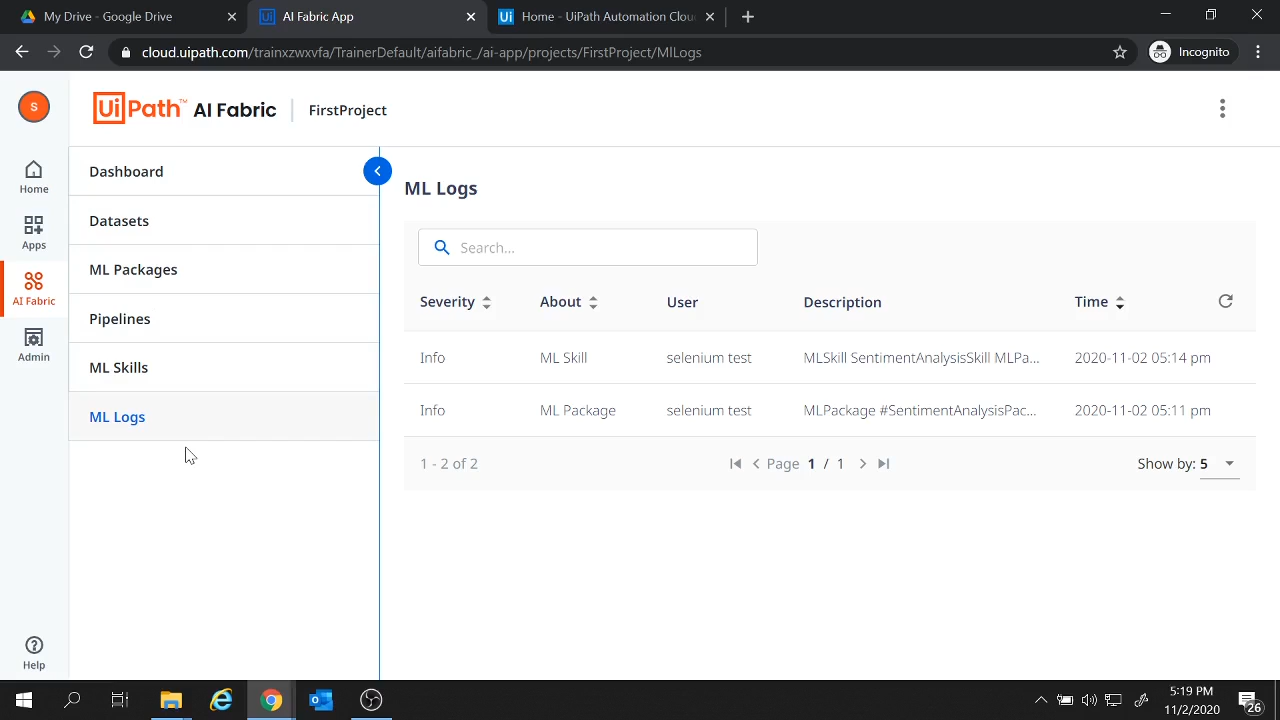 My Drive - Google Drive
AI Fabric App
Home - UiPath Automation Clou
cloud.uipath.com/trainxzwxvfa/TrainerDefault/aifabric_/ai-app/projects/FirstProject/MlLogs
Incognito
S
UiPath™ AI Fabric
FirstProject
Home
Apps
AI Fabric
Admin
Help
Dashboard
Datasets
ML Packages
Pipelines
ML Skills
ML Logs
ML Logs
Search...
Severity About User Description Time
Info ML Skill selenium test MLSkill SentimentAnalysisSkill MLPa... 2020-11-02 05:14 pm
Info ML Package selenium test MLPackage #SentimentAnalysisPac... 2020-11-02 05:11 pm
1 - 2 of 2 Page 1 / 1 Show by: 5
5:19 PM
11/2/2020
26